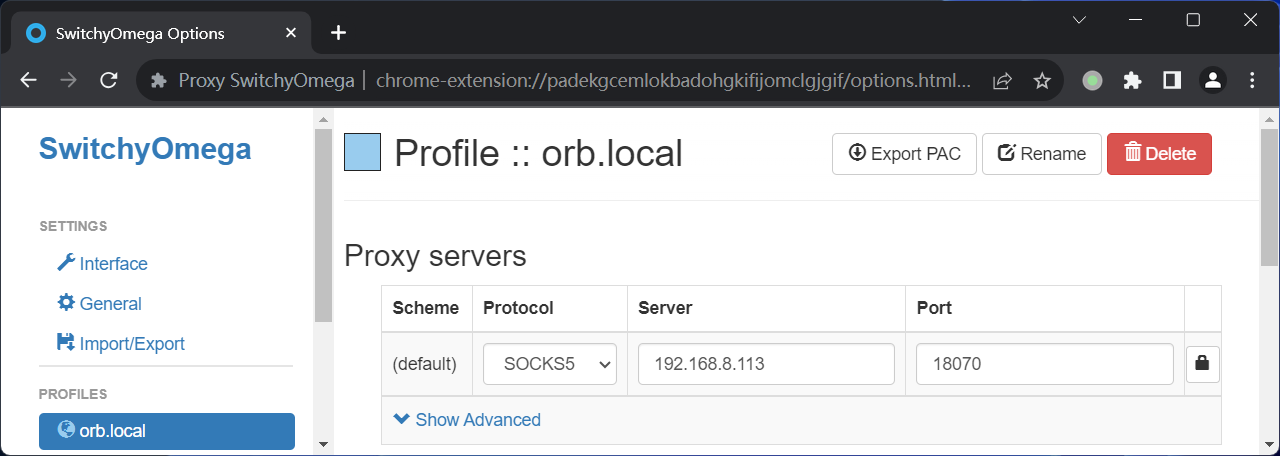 SwitchyOmega Options
Proxy SwitchyOmega | chrome-extension://padekgcemlokbadohgkifijomclgjgif/options.html...
SwitchyOmega
SETTINGS
Interface
General
Import/Export
PROFILES
orb.local
Profile :: orb.local
Export PAC
Rename
Delete
Proxy servers
Scheme Protocol Server Port
(default) SOCKS5 192.168.8.113 18070
Show Advanced